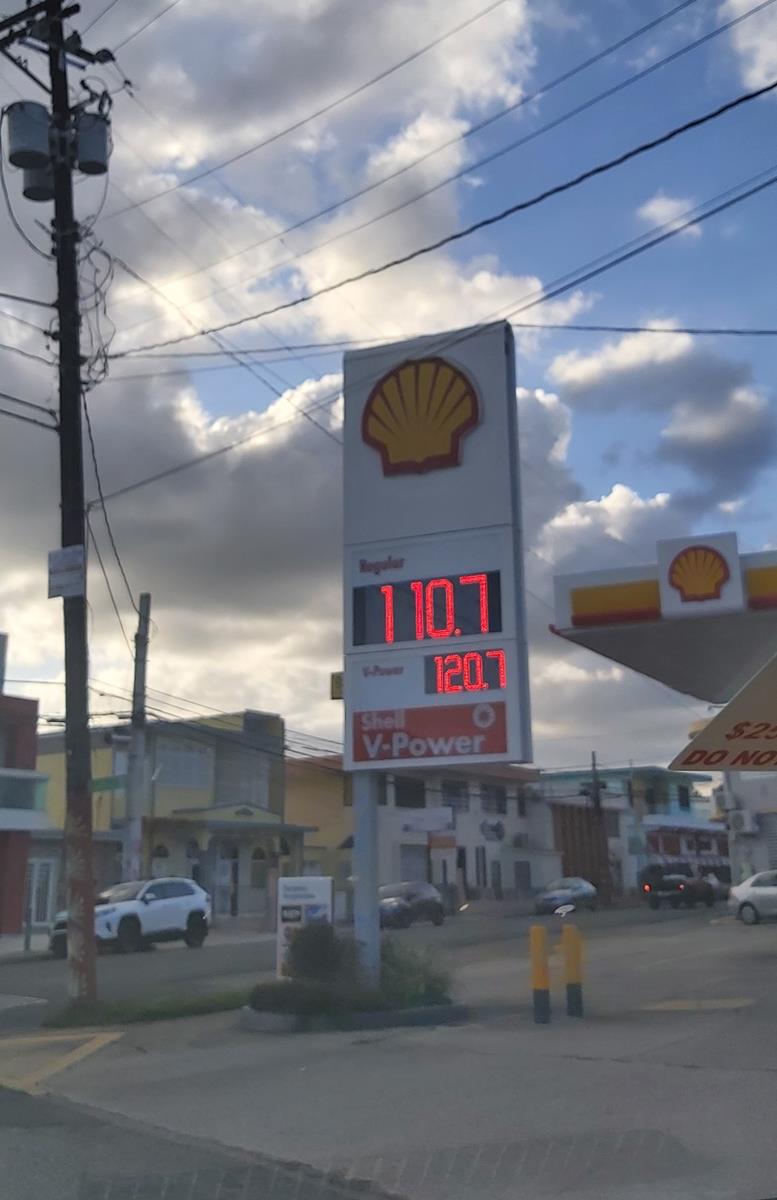 Regular
110.7
V-Power
120.7
Shell
V-Power
$25
DO NO